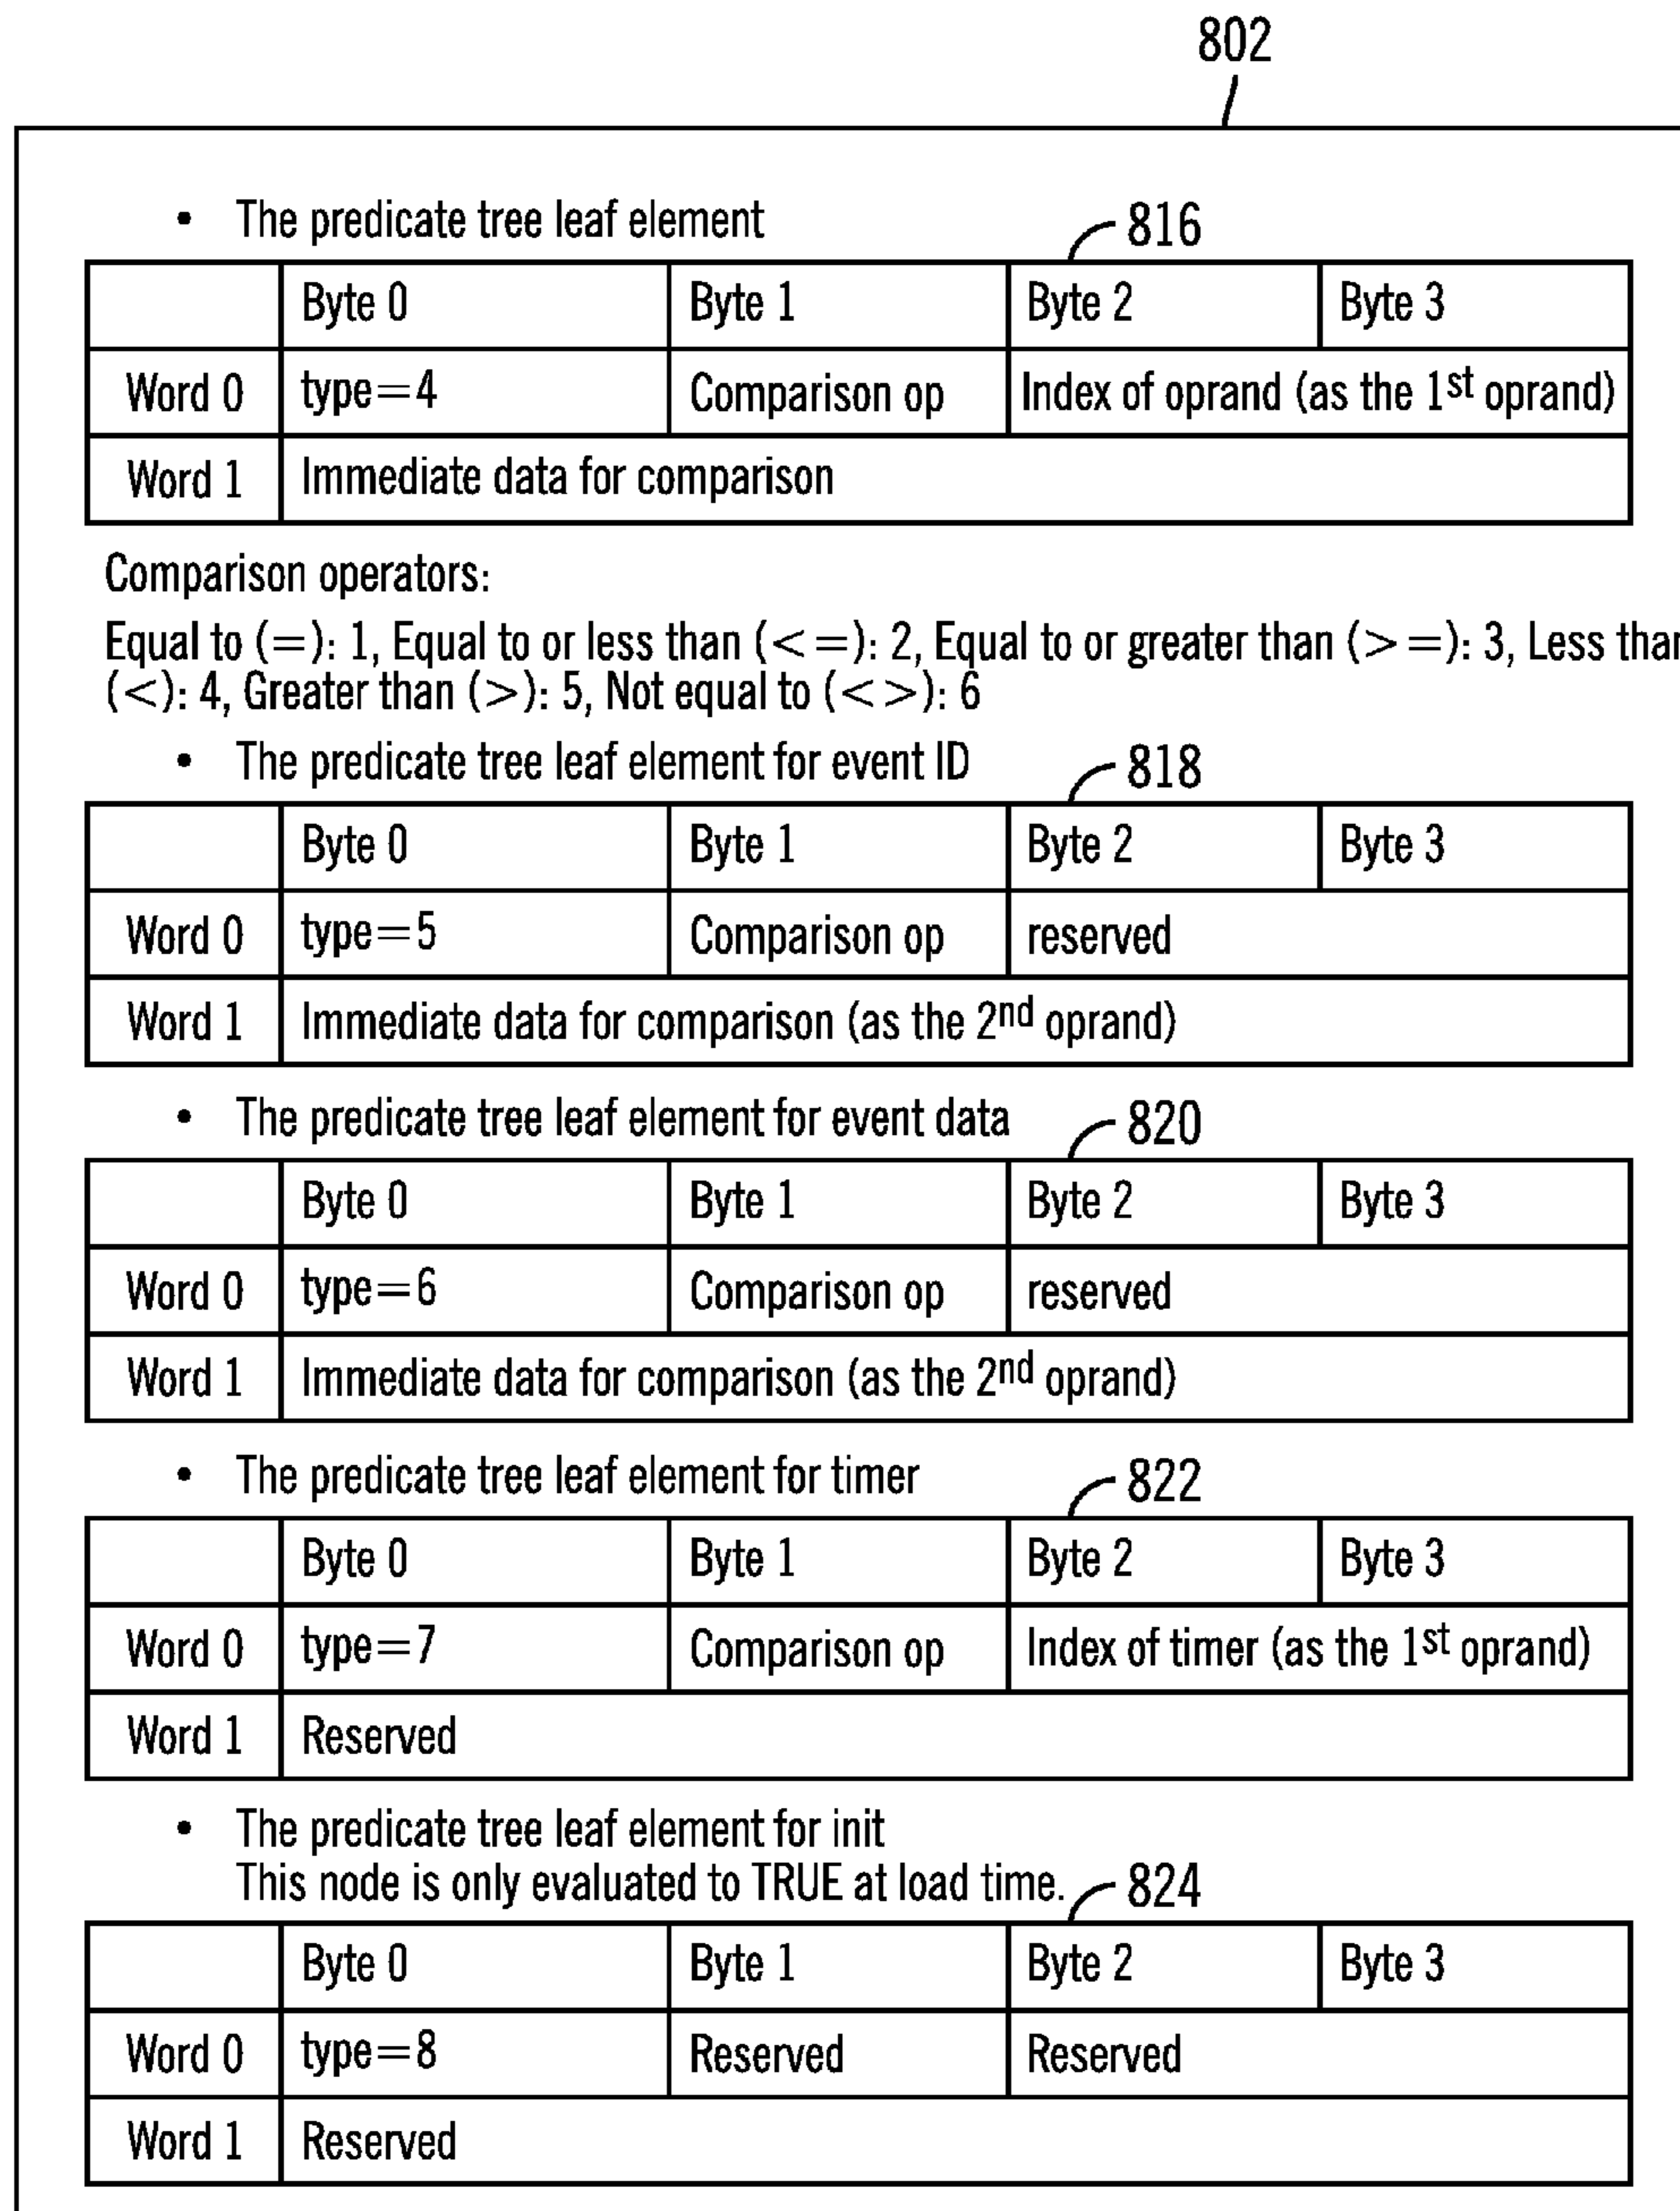 802
• The predicate tree leaf element
816
Byte 0 Byte 1 Byte 2 Byte 3
Word 0 type=4 Comparison op Index of oprand (as the 1st oprand)
Word 1 Immediate data for comparison
Comparison operators:
Equal to (=): 1, Equal to or less than (<=): 2, Equal to or greater than (>=): 3, Less than
(<): 4, Greater than (>): 5, Not equal to (<>): 6
• The predicate tree leaf element for event ID
818
Byte 0 Byte 1 Byte 2 Byte 3
Word 0 type=5 Comparison op reserved
Word 1 Immediate data for comparison (as the 2nd oprand)
• The predicate tree leaf element for event data
820
Byte 0 Byte 1 Byte 2 Byte 3
Word 0 type=6 Comparison op reserved
Word 1 Immediate data for comparison (as the 2nd oprand)
• The predicate tree leaf element for timer
822
Byte 0 Byte 1 Byte 2 Byte 3
Word 0 type=7 Comparison op Index of timer (as the 1st oprand)
Word 1 Reserved
• The predicate tree leaf element for init
This node is only evaluated to TRUE at load time.
824
Byte 0 Byte 1 Byte 2 Byte 3
Word 0 type=8 Reserved Reserved
Word 1 Reserved